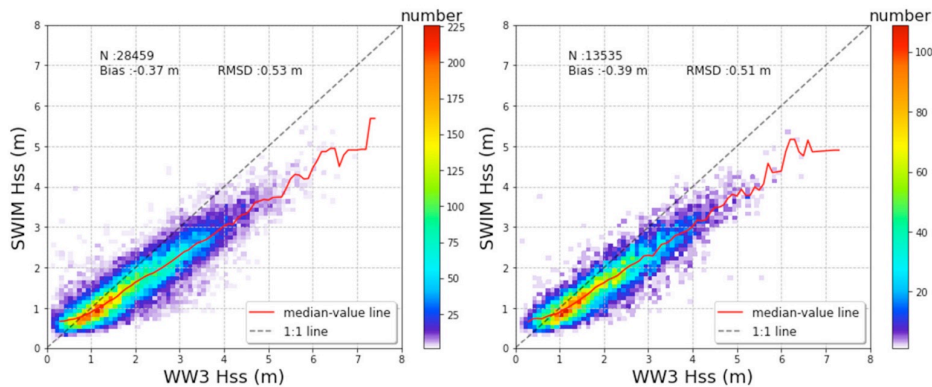 number
number
N :28459
Bias :-0.37 m RMSD :0.53 m
N :13535
Bias :-0.39 m RMSD :0.51 m
SWIM Hss (m)
8
7
6
5
4
3
2
1
0
225
200
175
150
125
100
75
50
25
median-value line
1:1 line
0 1 2 3 4 5 6 7 8
WW3 Hss (m)
SWIM Hss (m)
8
7
6
5
4
3
2
1
0
100
80
60
40
20
median-value line
1:1 line
0 1 2 3 4 5 6 7 8
WW3 Hss (m)